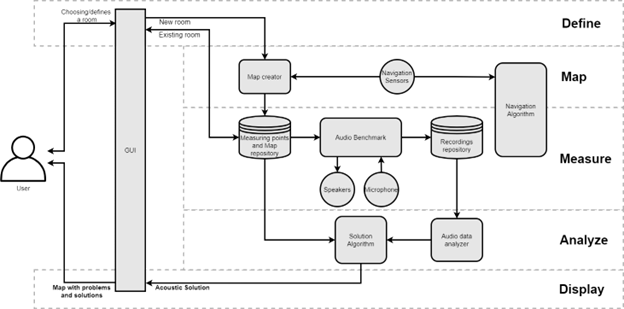 Choosing/defines
a room
New room
Existing room
Define
Map creator
Navigation
Sensors
Navigation
Algorithm
Map
GUI
User
Measuring points
and Map
repository
Audio Benchmark
Recordings
repository
Speakers
Microphone
Measure
Solution
Algorithm
Audio data
analyzer
Analyze
Map with problems
and solutions
Acoustic Solution
Display